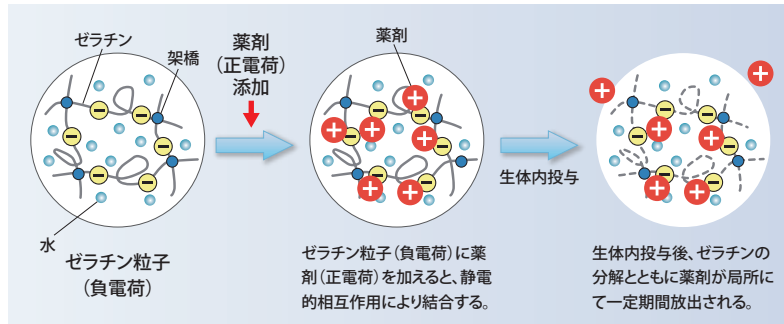 ゼラチン
架橋
水
ゼラチン粒子
（負電荷）
薬剤
（正電荷）
添加
薬剤
ゼラチン粒子（負電荷）に薬
剤（正電荷）を加えると、静電
的相互作用により結合する。
生体内投与
生体内投与後、ゼラチンの
分解とともに薬剤が局所に
て一定期間放出される。